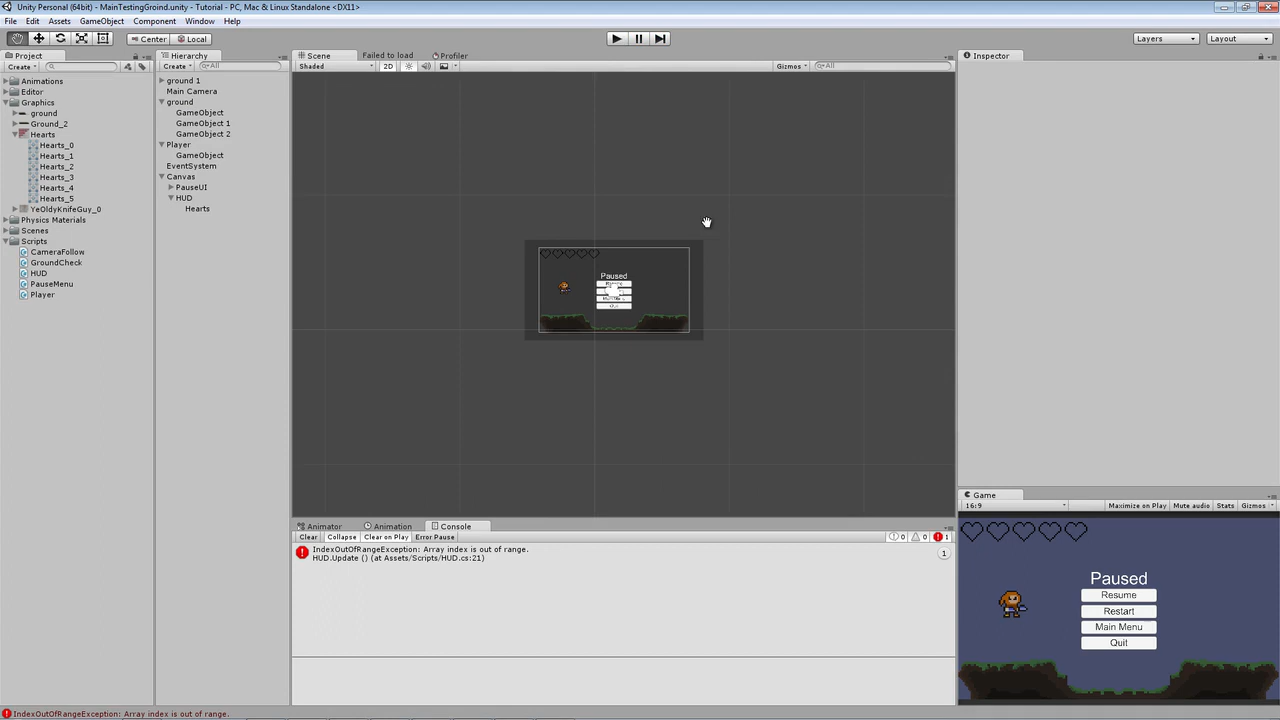 Unity Personal (64bit) - MainTestingGroind.unity - Tutorial - PC, Mac & Linux Standalone <DX11>
File Edit Assets GameObject Component Window Help
Center Local Layers Layout
Project
Create
Animations
Editor
Graphics
ground
Ground_2
Hearts
Hearts_0
Hearts_1
Hearts_2
Hearts_3
Hearts_4
Hearts_5
YeOldyKnifeGuy_0
Physics Materials
Scenes
Scripts
CameraFollow
GroundCheck
HUD
PauseMenu
Player
Hierarchy
Create All
ground 1
Main Camera
ground
GameObject
GameObject 1
GameObject 2
Player
GameObject
EventSystem
Canvas
PauseUI
HUD
Hearts
Scene Failed to load Profiler
Shaded 2D Gizmos All
Paused
Animator Animation Console
Clear Collapse Clear on Play Error Pause 0 0 1
IndexOutOfRangeException: Array index is out of range.
HUD.Update () (at Assets/Scripts/HUD.cs:21)
1
Inspector
Game
16:9 Maximize on Play Mute audio Stats Gizmos
Paused
Resume
Restart
Main Menu
Quit
IndexOutOfRangeException: Array index is out of range.